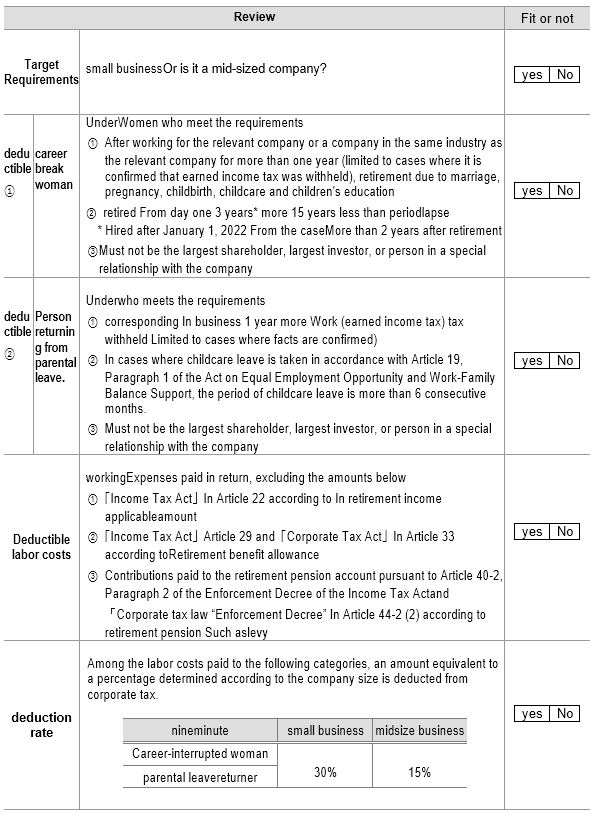 Review
Fit or not
Target
Requirements
small businessOr is it a mid-sized company?
yes No
dedu
ctible
①
career
break
woman
UnderWomen who meet the requirements
① After working for the relevant company or a company in the same industry as
the relevant company for more than one year (limited to cases where it is
confirmed that earned income tax was withheld), retirement due to marriage,
pregnancy, childbirth, childcare and children's education
② retired From day one 3 years* more 15 years less than periodlapse
* Hired after January 1, 2022 From the caseMore than 2 years after retirement
③Must not be the largest shareholder, largest investor, or person in a special
relationship with the company
yes No
dedu
ctible
②
Person
returnin
g from
parental
leave.
Underwho meets the requirements
① corresponding In business 1 year more Work (earned income tax) tax
withheld Limited to cases where facts are confirmed)
② In cases where childcare leave is taken in accordance with Article 19,
Paragraph 1 of the Act on Equal Employment Opportunity and Work-Family
Balance Support, the period of childcare leave is more than 6 consecutive
months.
③ Must not be the largest shareholder, largest investor, or person in a special
relationship with the company
yes No
Deductible
labor costs
workingExpenses paid in return, excluding the amounts below
① 「Income Tax Act」 In Article 22 according to In retirement income
applicableamount
② 「Income Tax Act」 Article 29 and 「Corporate Tax Act」 In Article 33
according toRetirement benefit allowance
③ Contributions paid to the retirement pension account pursuant to Article 40-2,
Paragraph 2 of the Enforcement Decree of the Income Tax Actand
「Corporate tax law “Enforcement Decree” In Article 44-2 (2) according to
retirement pension Such aslevy
yes No
deduction
rate
Among the labor costs paid to the following categories, an amount equivalent to
a percentage determined according to the company size is deducted from
corporate tax.
nineminute small business midsize business
Career-interrupted woman
parental leavereturner
30% 15%
yes No